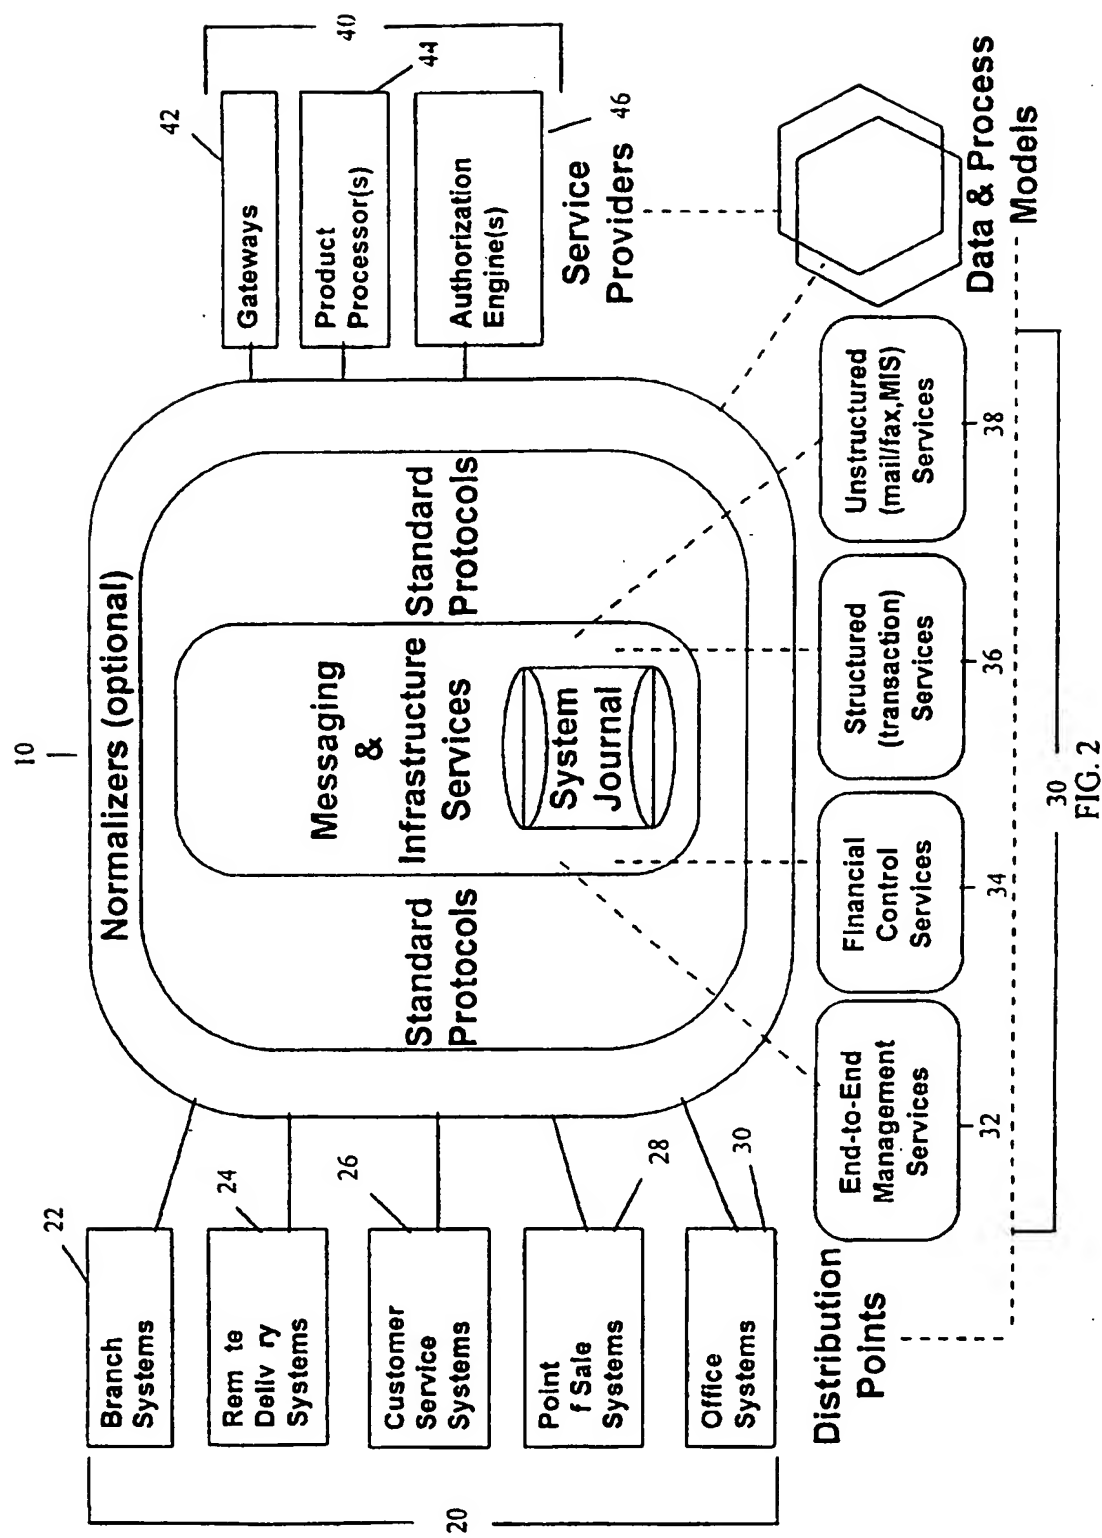 10
Normalizers (optional)
20
22
Branch
Systems
24
Rem te
Deliv ry
Systems
26
Customer
Service
Systems
28
Point
f Sale
Systems
30
Office
Systems
Distribution
Points
Standard
Protocols
Messaging
&
Infrastructure
Services
System
Journal
Standard
Protocols
40
42
Gateways
44
Product
Processor(s)
46
Authorization
Engine(s)
Service
Providers
Data & Process
Models
End-to-End
Management
Services
32
Financial
Control
Services
34
Structured
(transaction)
Services
36
Unstructured
(mail/fax,MIS)
Services
38
30
FIG. 2